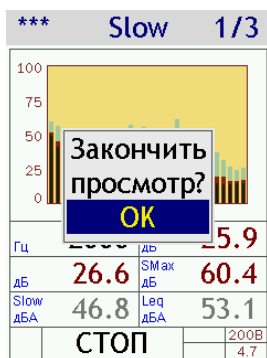 *** Slow 1/3
100
75
50
25
0
Закончить
просмотр?
OK
Гц дБ 25.9
дБ 26.6 SMax дБ 60.4
Slow дБА 46.8 Leq дБА 53.1
СТОП 200В
4.7